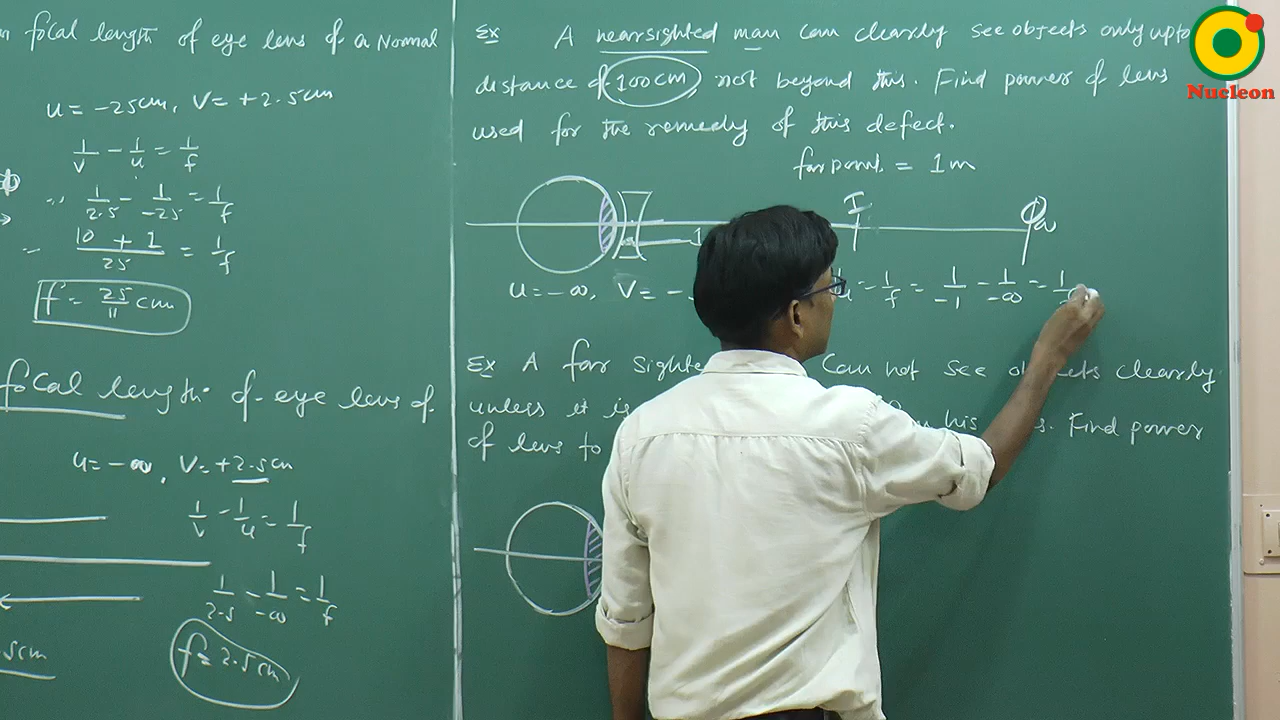 focal length of eye lens of a Normal
u = -25cm, V = +2.5cm
1/V - 1/u = 1/f
1/2.5 - 1/-25 = 1/f
10 + 1/25 = 1/f
f = 25/11 cm
focal length of eye lens of
u = -∞, V = +2.5cm
1/V - 1/u = 1/f
1/2.5 - 1/-∞ = 1/f
f = 2.5cm
.5cm
Ex A nearsighted man can clearly see objects only upto
distance of 100cm, not beyond this. Find power of lens
used for the remedy of this defect.
far point = 1m
I
u = -∞, V = -
u = 1/f = 1/-1 - 1/-∞ = 1/
Ex A far sighte can not see objects clearly
unless it is his Find power
of lens to
Nucleon